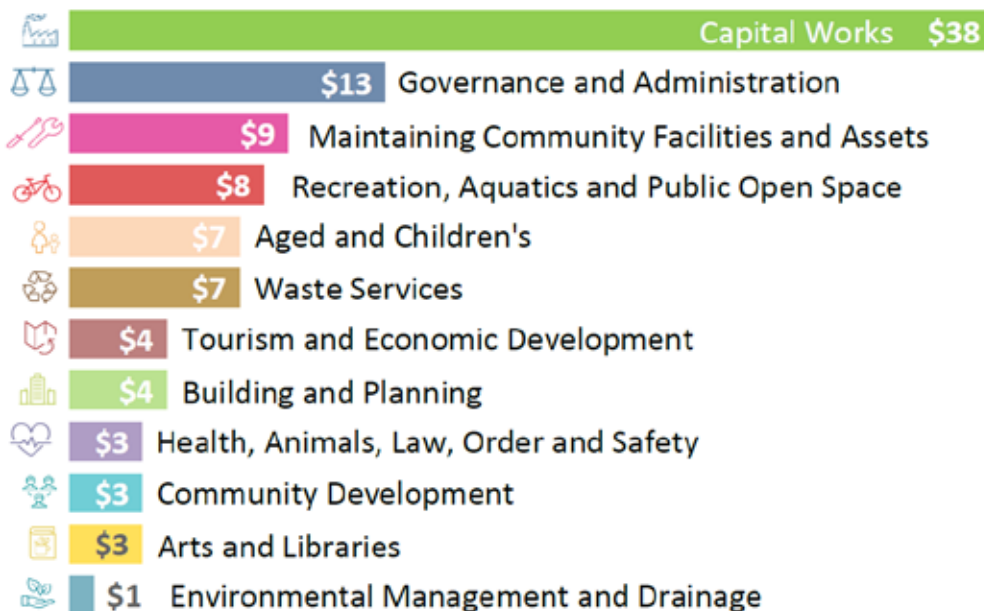 Capital Works $38
$13 Governance and Administration
$9 Maintaining Community Facilities and Assets
$8 Recreation, Aquatics and Public Open Space
$7 Aged and Children's
$7 Waste Services
$4 Tourism and Economic Development
$4 Building and Planning
$3 Health, Animals, Law, Order and Safety
$3 Community Development
$3 Arts and Libraries
$1 Environmental Management and Drainage